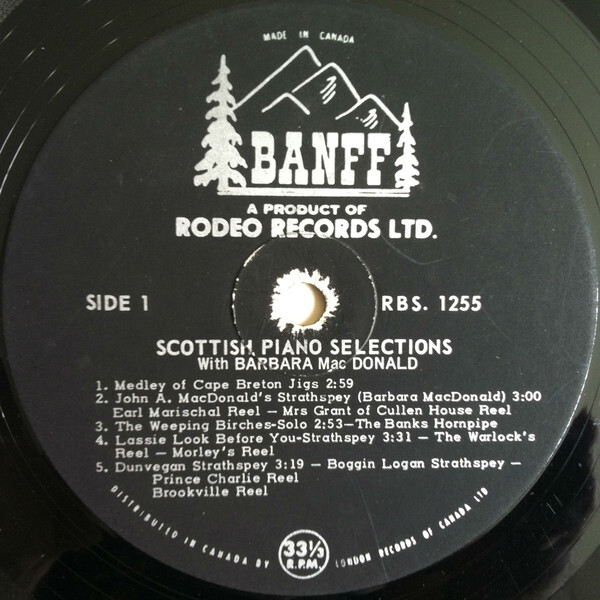 MADE IN CANADA
BANFF
A PRODUCT OF
RODEO RECORDS LTD.
SIDE 1
RBS. 1255
SCOTTISH PIANO SELECTIONS
With BARBARA Mac DONALD
1. Medley of Cape Breton Jigs 2:59
2. John A. MacDonald's Strathspey (Barbara MacDonald) 3:00
Earl Marischal Reel — Mrs Grant of Cullen House Reel
3. The Weeping Birches-Solo 2:53—The Banks Hornpipe
4. Lassie Look Before You-Strathspey 3:31 — The Warlock's
Reel — Morley's Reel
5. Dunvegan Strathspey 3:19 — Boggin Logan Strathspey —
Prince Charlie Reel
Brookville Reel
DISTRIBUTED IN CANADA BY LONDON RECORDS OF CANADA LTD
33⅓
R.P.M.